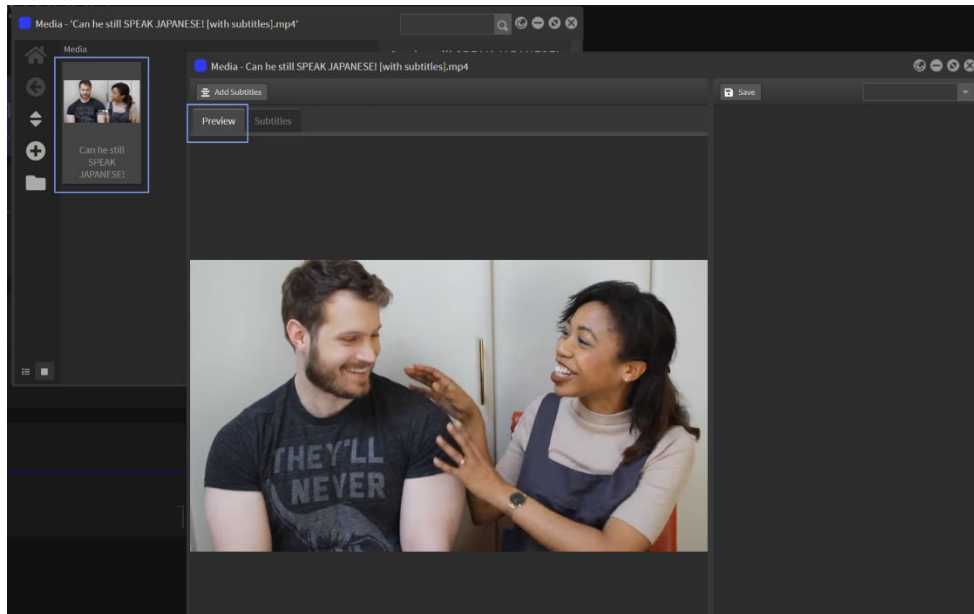 Media - 'Can he still SPEAK JAPANESE! [with subtitles].mp4'
Media
Can he still
SPEAK
JAPANESE!
Media - Can he still SPEAK JAPANESE! [with subtitles].mp4
Add Subtitles
Save
Preview
Subtitles
THEY'LL
NEVER